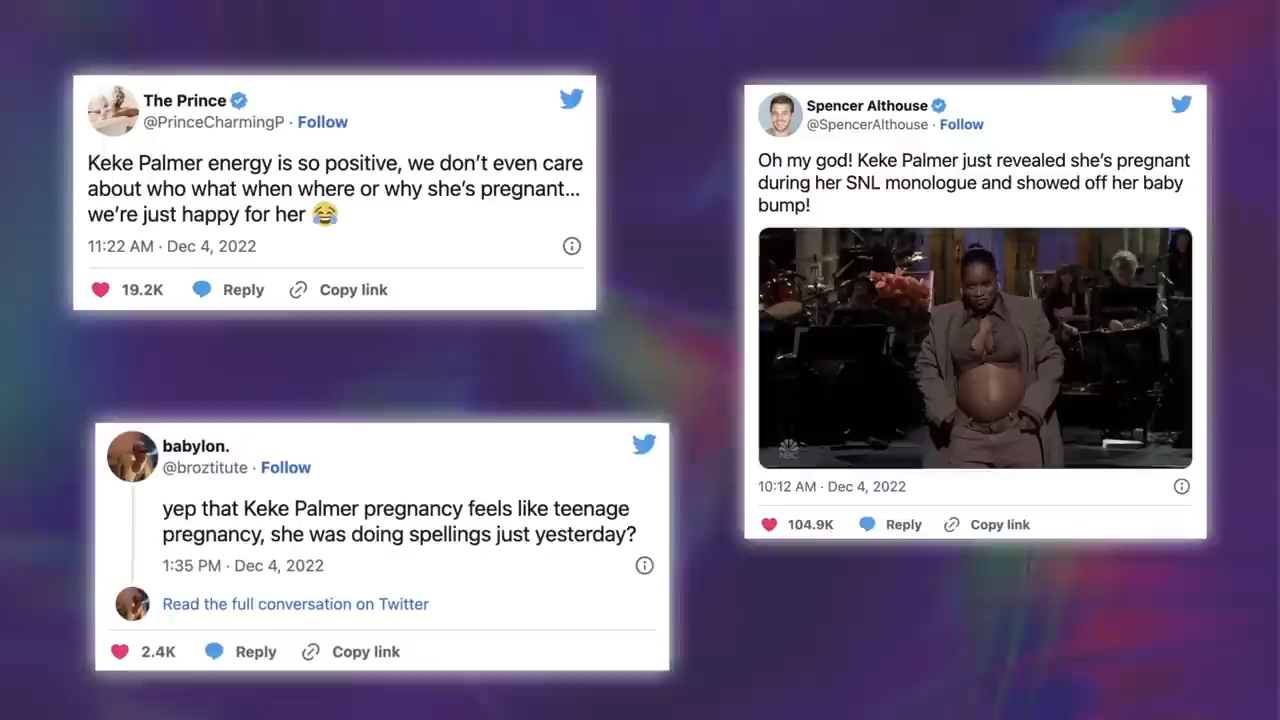 The Prince
@PrinceCharmingP · Follow
Keke Palmer energy is so positive, we don’t even care
about who what when where or why she’s pregnant...
we’re just happy for her 😂
11:22 AM · Dec 4, 2022
19.2K Reply Copy link
babylon.
@broztitute · Follow
yep that Keke Palmer pregnancy feels like teenage
pregnancy, she was doing spellings just yesterday?
1:35 PM · Dec 4, 2022
Read the full conversation on Twitter
2.4K Reply Copy link
Spencer Althouse
@SpencerAlthouse · Follow
Oh my god! Keke Palmer just revealed she’s pregnant
during her SNL monologue and showed off her baby
bump!
NBC
10:12 AM · Dec 4, 2022
104.9K Reply Copy link